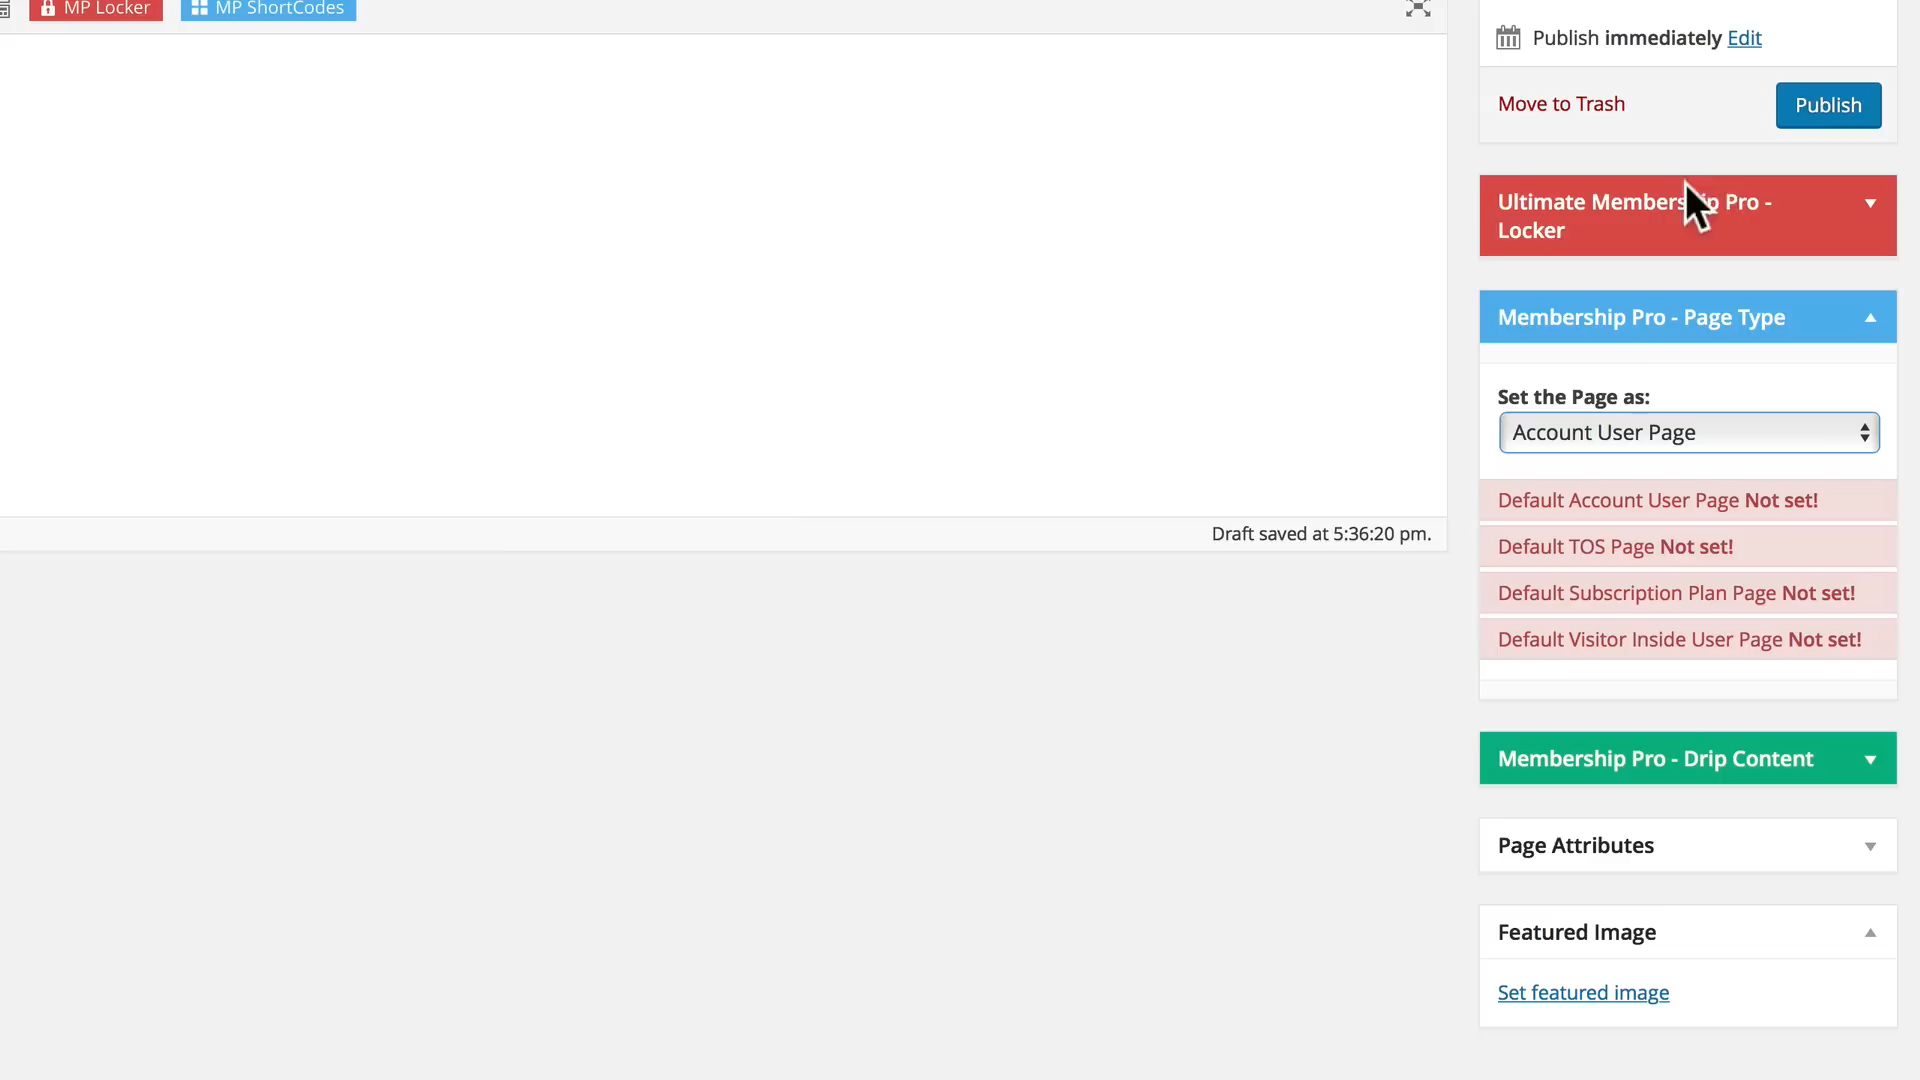 MP Locker
MP ShortCodes
Publish immediately Edit
Move to Trash
Publish
Ultimate Membership Pro -
Locker
Membership Pro - Page Type
Set the Page as:
Account User Page
Default Account User Page Not set!
Default TOS Page Not set!
Default Subscription Plan Page Not set!
Default Visitor Inside User Page Not set!
Draft saved at 5:36:20 pm.
Membership Pro - Drip Content
Page Attributes
Featured Image
Set featured image